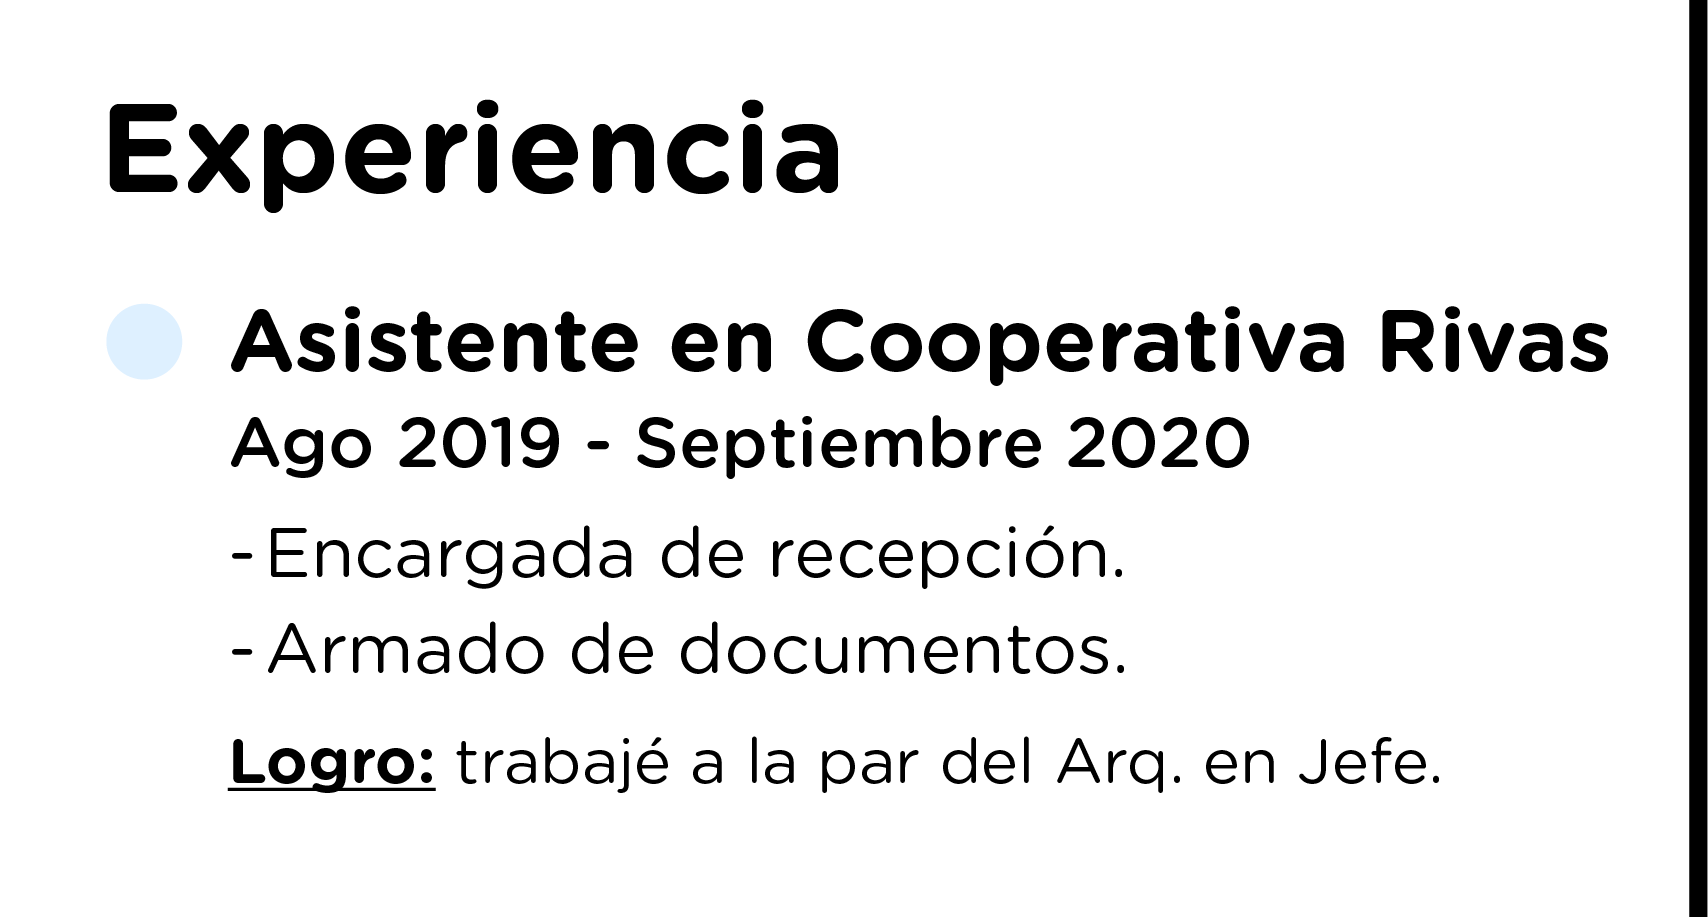 Experiencia
Asistente en Cooperativa Rivas
Ago 2019 - Septiembre 2020
- Encargada de recepción.
- Armado de documentos.
Logro: trabajé a la par del Arq. en Jefe.